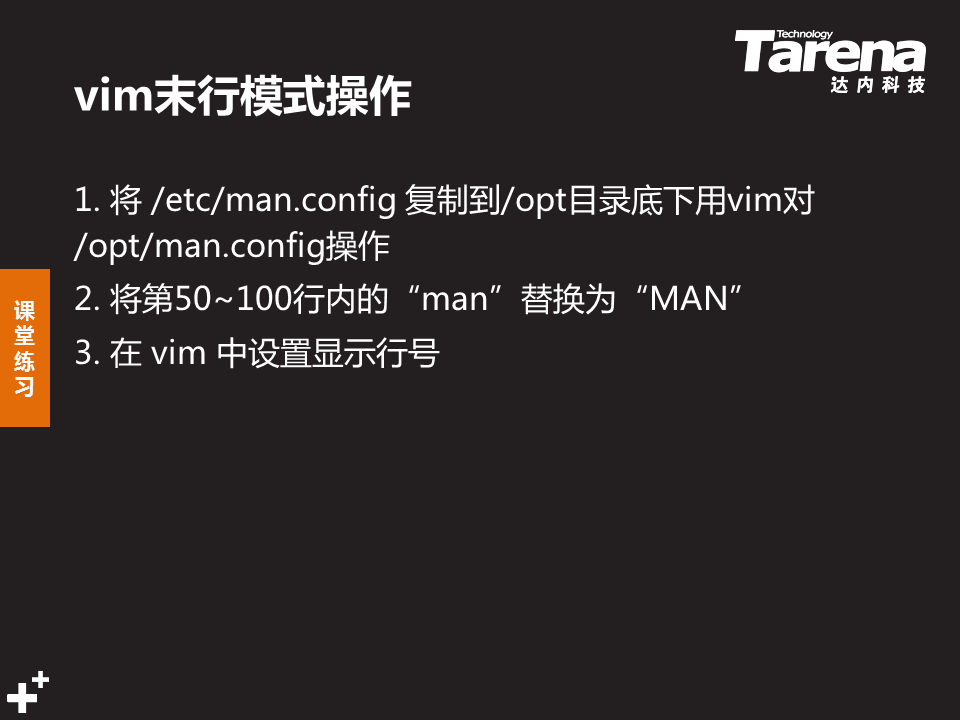 Technology
Tarena
达内科技
vim末行模式操作
1. 将 /etc/man.config 复制到/opt目录底下用vim对
/opt/man.config操作
2. 将第50~100行内的“man”替换为“MAN”
3. 在 vim 中设置显示行号
课
堂
练
习